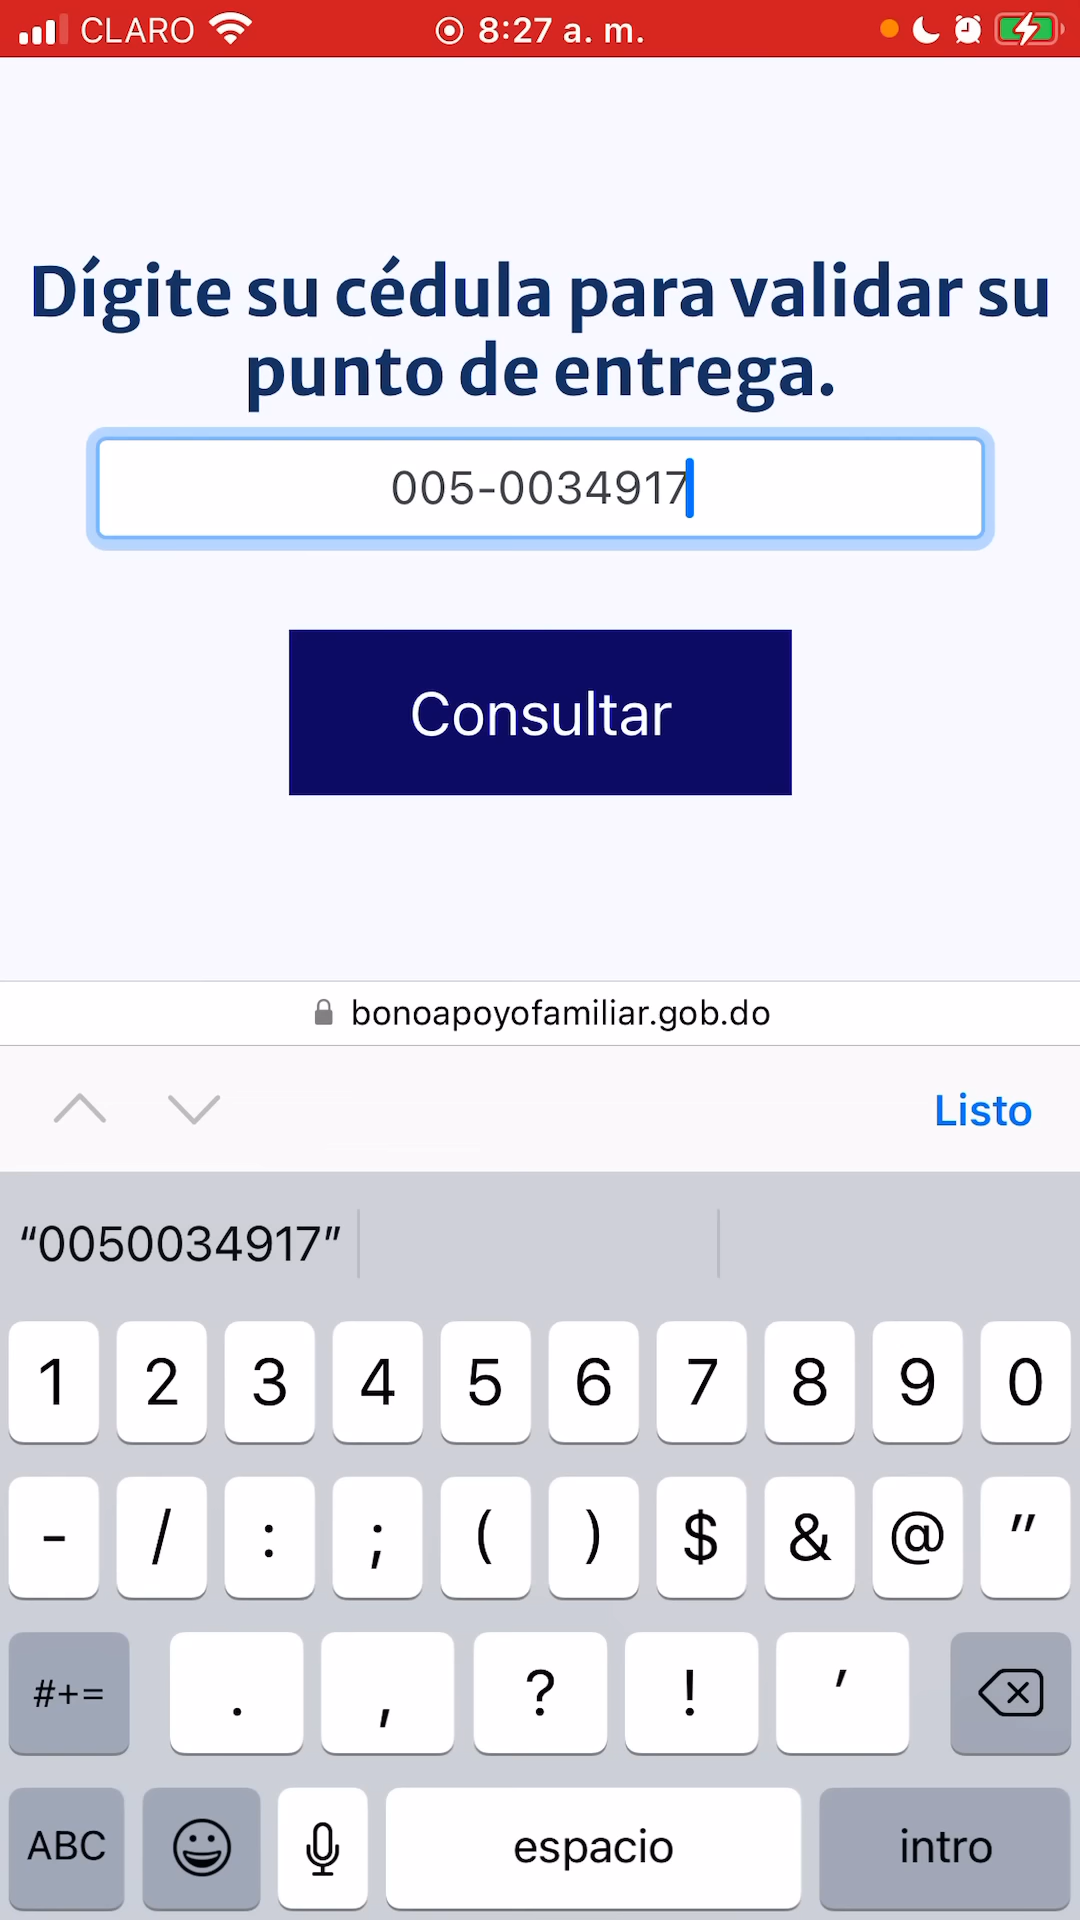 CLARO 8:27 a. m.
Dígite su cédula para validar su
punto de entrega.
005-0034917
Consultar
bonoapoyofamiliar.gob.do
Listo
“0050034917”
1 2 3 4 5 6 7 8 9 0
- / : ; ( ) $ & @ "
#+= . , ? ! '
ABC espacio intro